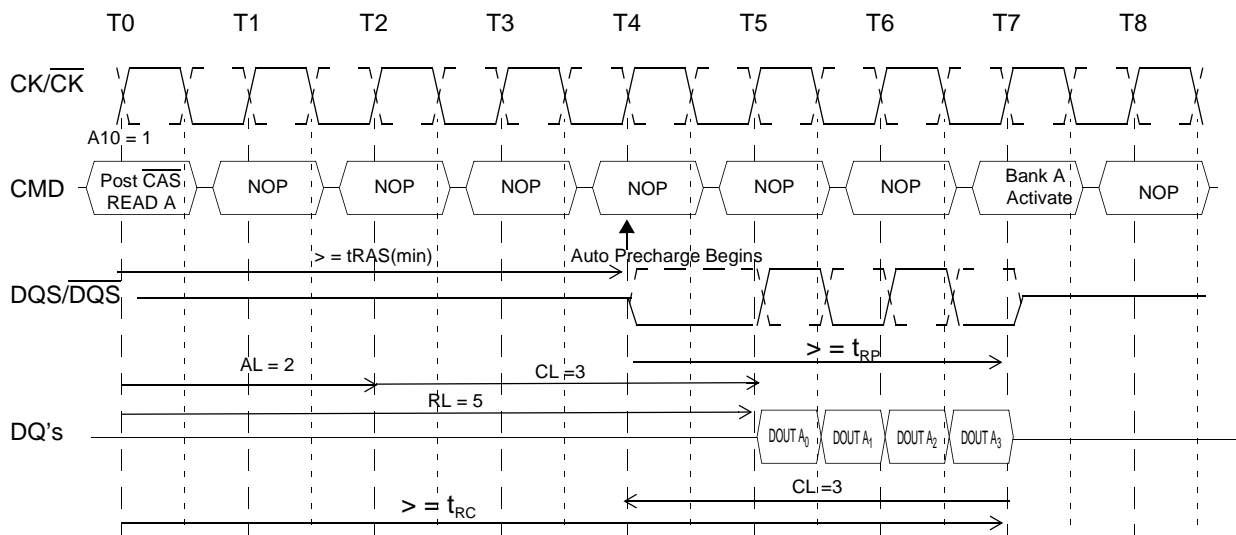 T0 T1 T2 T3 T4 T5 T6 T7 T8
CK/CK
A10 = 1
CMD
Post CAS
READ A
NOP
NOP
NOP
NOP
NOP
NOP
Bank A
Activate
NOP
> = tRAS(min)
Auto Precharge Begins
DQS/DQS
> = tRP
AL = 2
CL =3
RL = 5
DQ's
DOUT A0
DOUT A1
DOUT A2
DOUT A3
CL =3
> = tRC